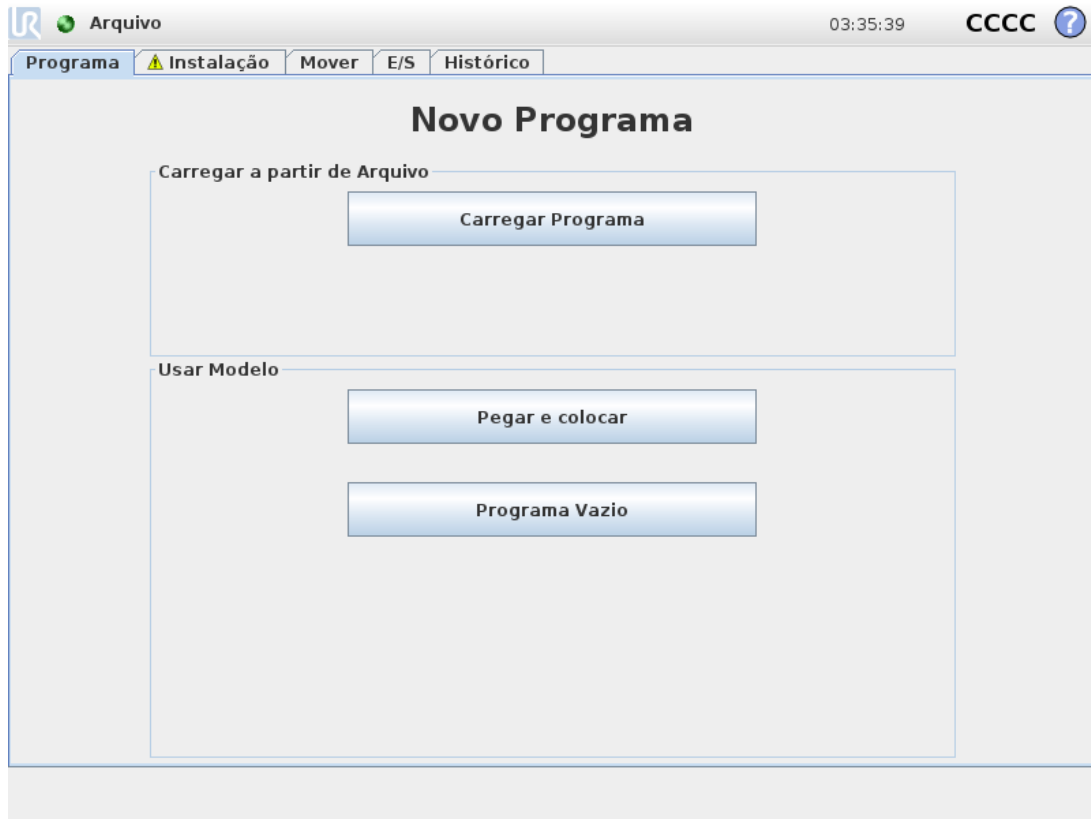 UR
Arquivo 03:35:39 CCCC ?
Programa Instalação Mover E/S Histórico
Novo Programa
Carregar a partir de Arquivo
Carregar Programa
Usar Modelo
Pegar e colocar
Programa Vazio